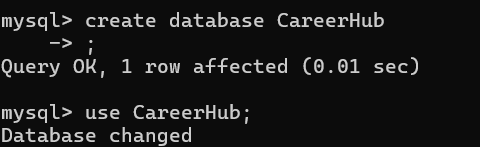 mysql> create database CareerHub
    -> ;
Query OK, 1 row affected (0.01 sec)
mysql> use CareerHub;
Database changed